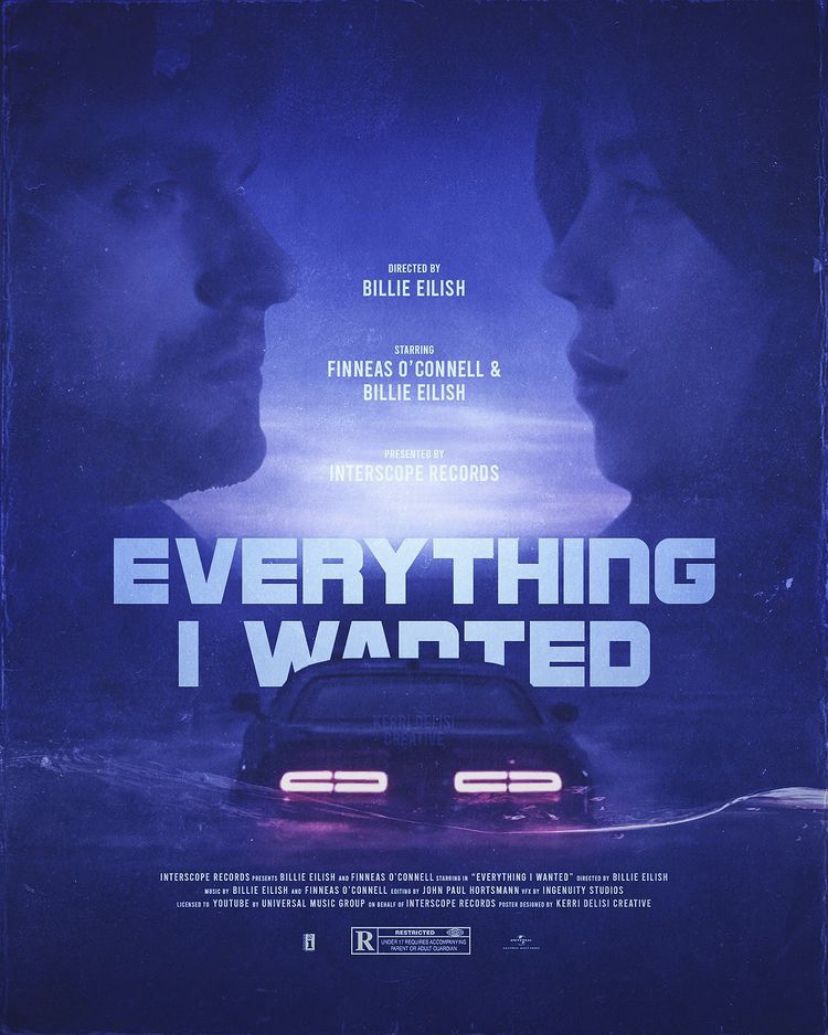 DIRECTED BY
BILLIE EILISH
STARRING
FINNEAS O'CONNELL &
BILLIE EILISH
PRESENTED BY
INTERSCOPE RECORDS
EVERYTHING
I WANTED
KERRI DELISI
CREATIVE
INTERSCOPE RECORDS PRESENTS BILLIE EILISH AND FINNEAS O'CONNELL STARRING IN "EVERYTHING I WANTED" DIRECTED BY BILLIE EILISH
MUSIC BY BILLIE EILISH AND FINNEAS O'CONNELL EDITING BY JOHN PAUL HORTSMANN VFX BY INGENUITY STUDIOS
LICENSED TO YOUTUBE BY UNIVERSAL MUSIC GROUP ON BEHALF OF INTERSCOPE RECORDS POSTER DESIGNED BY KERRI DELISI CREATIVE
R RESTRICTED
UNDER 17 REQUIRES ACCOMPANYING
PARENT OR ADULT GUARDIAN